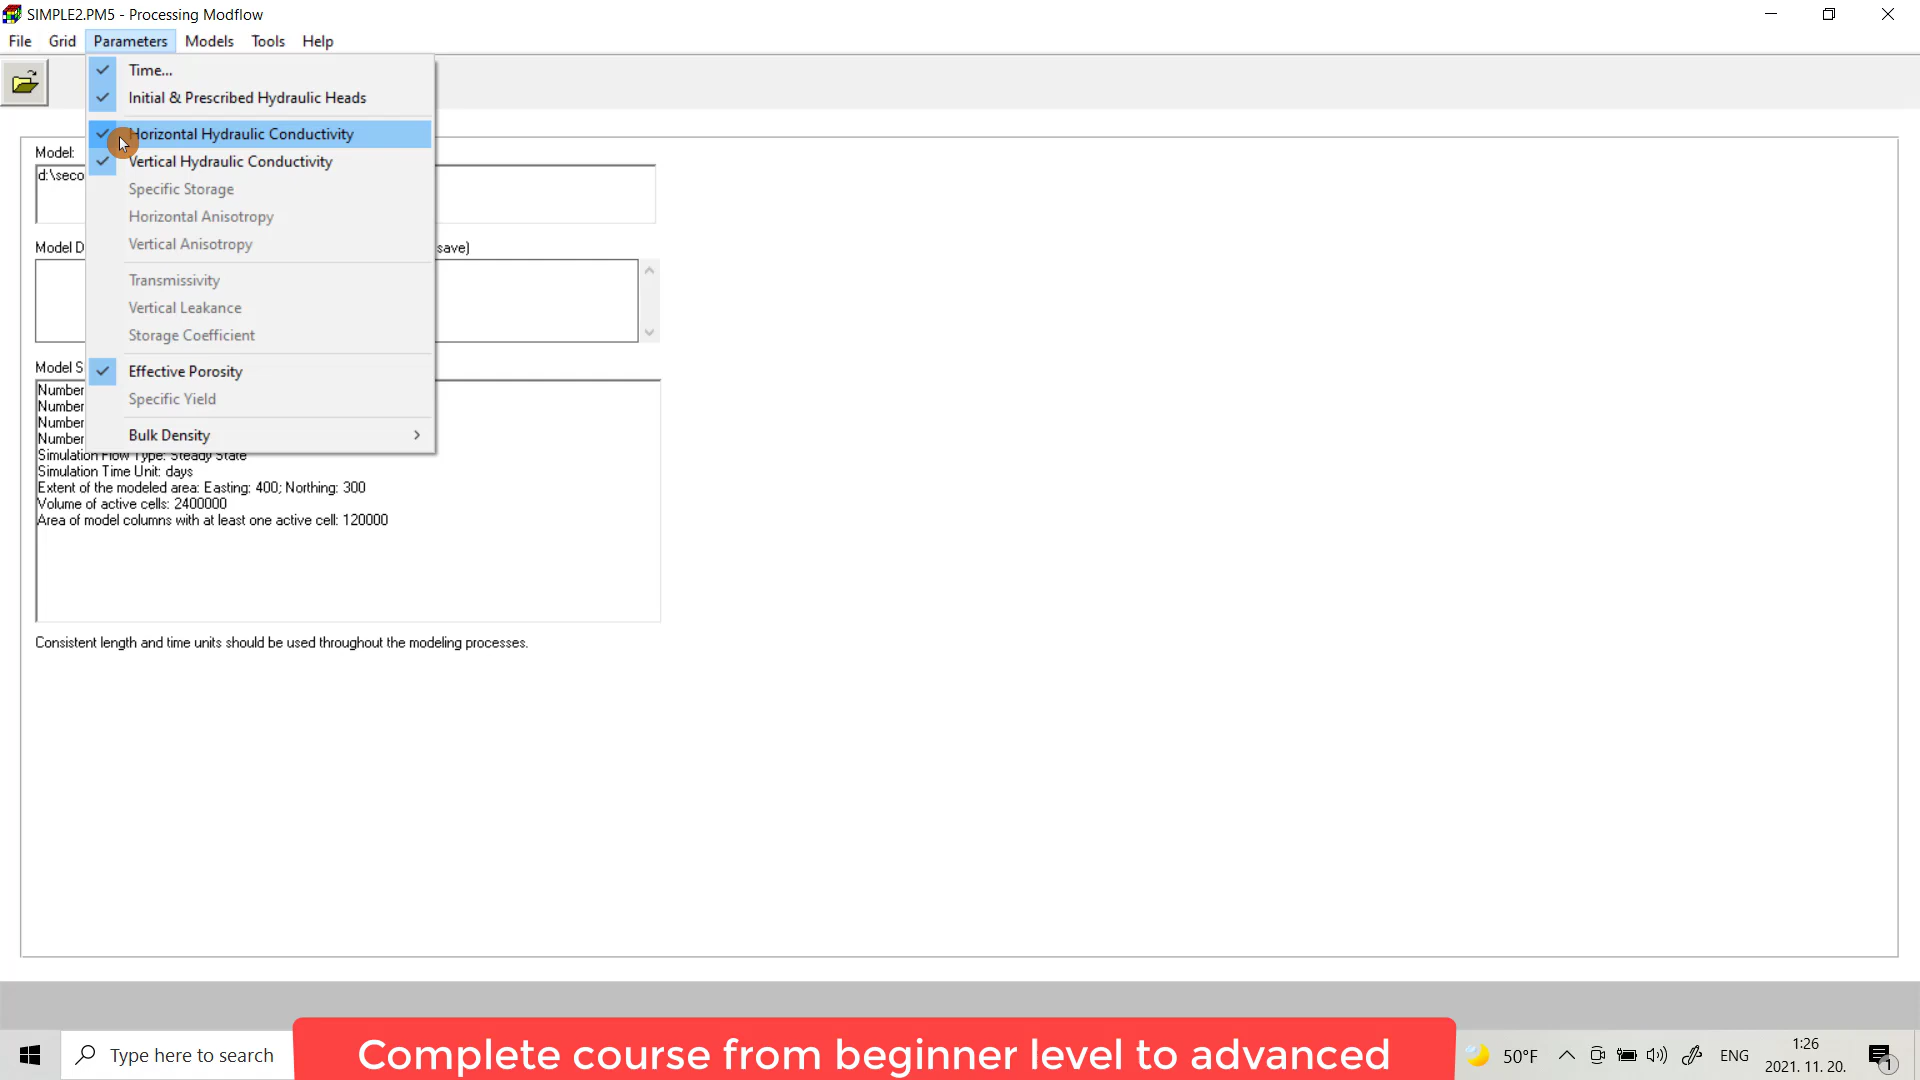 SIMPLE2.PM5 - Processing Modflow
File Grid Parameters Models Tools Help
Time...
Initial & Prescribed Hydraulic Heads
Horizontal Hydraulic Conductivity
Vertical Hydraulic Conductivity
Specific Storage
Horizontal Anisotropy
Vertical Anisotropy
Transmissivity
Vertical Leakance
Storage Coefficient
Effective Porosity
Specific Yield
Bulk Density
Model:
d:\seco
Model D
save)
Model S
Number
Number
Number
Number
Simulation Flow Type: Steady State
Simulation Time Unit: days
Extent of the modeled area: Easting: 400; Northing: 300
Volume of active cells: 2400000
Area of model columns with at least one active cell: 120000
Consistent length and time units should be used throughout the modeling processes.
Type here to search
Complete course from beginner level to advanced
50°F
ENG
1:26
2021. 11. 20.
1